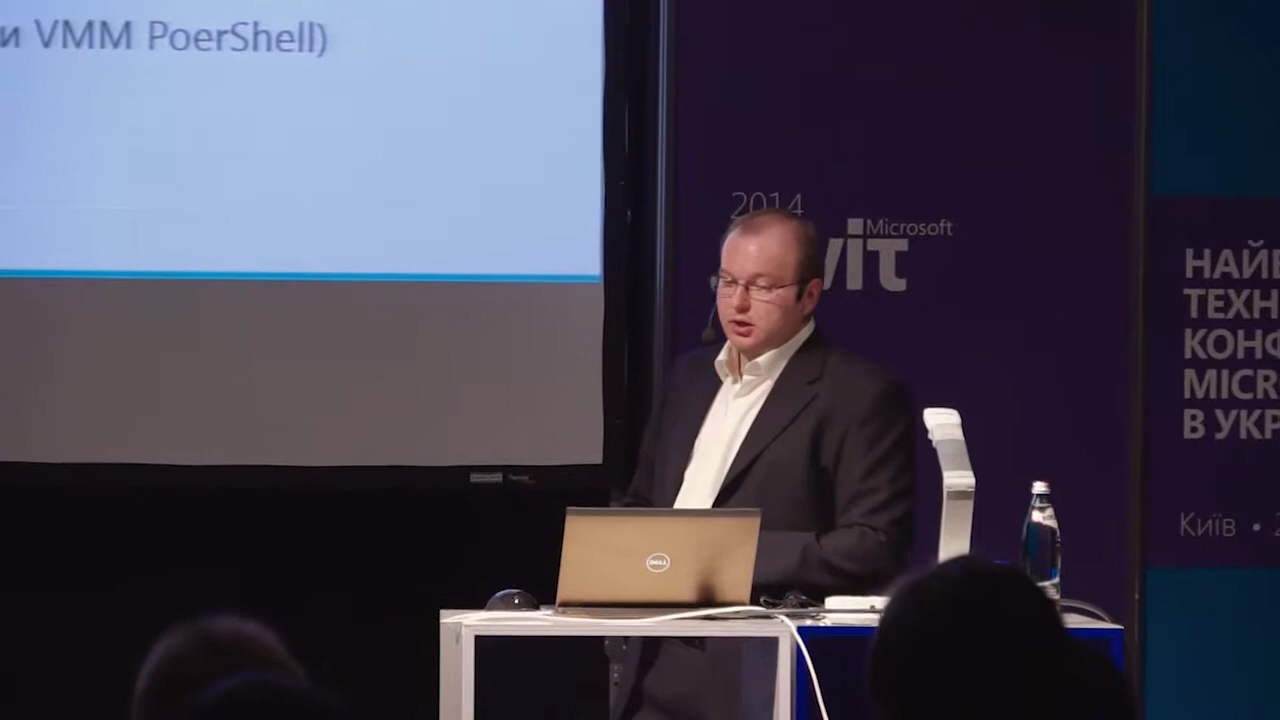 и VMM PoerShell)
2014
Microsoft
НАЙ
ТЕХН
КОНФ
MICR
В УКР
Київ •
DELL